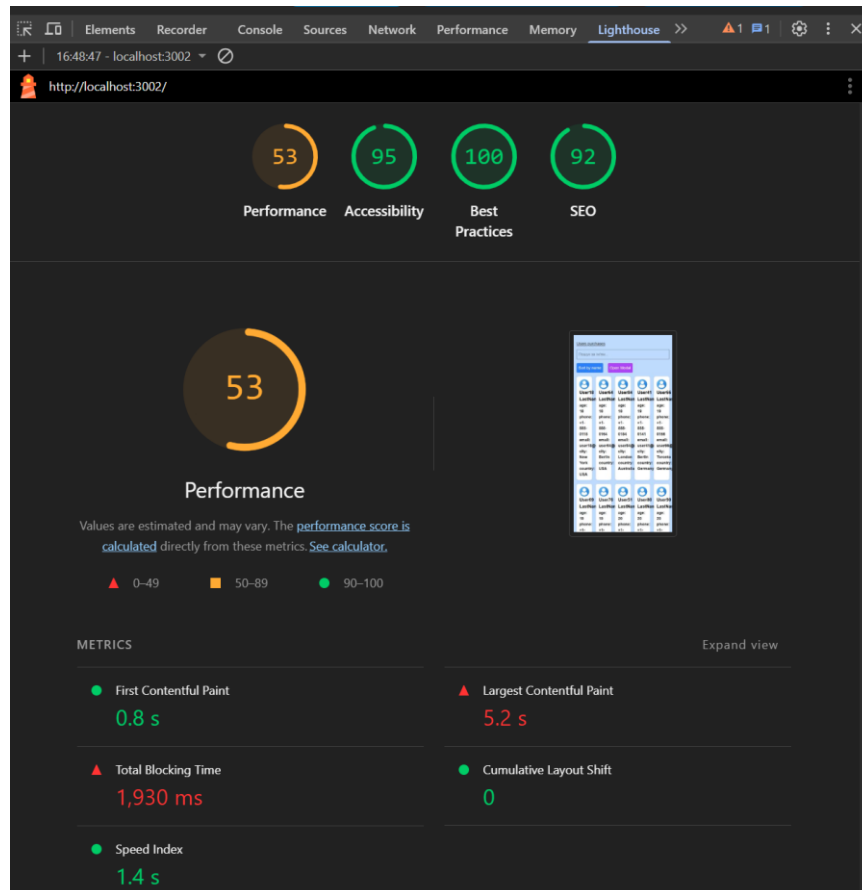 Elements Recorder Console Sources Network Performance Memory Lighthouse 1 1
16:48:47 - localhost:3002
http://localhost:3002/
53 95 100 92
Performance Accessibility Best Practices SEO
53
Performance
Values are estimated and may vary. The performance score is
calculated directly from these metrics. See calculator.
0–49 50–89 90–100
METRICS Expand view
First Contentful Paint
0.8 s
Largest Contentful Paint
5.2 s
Total Blocking Time
1,930 ms
Cumulative Layout Shift
0
Speed Index
1.4 s